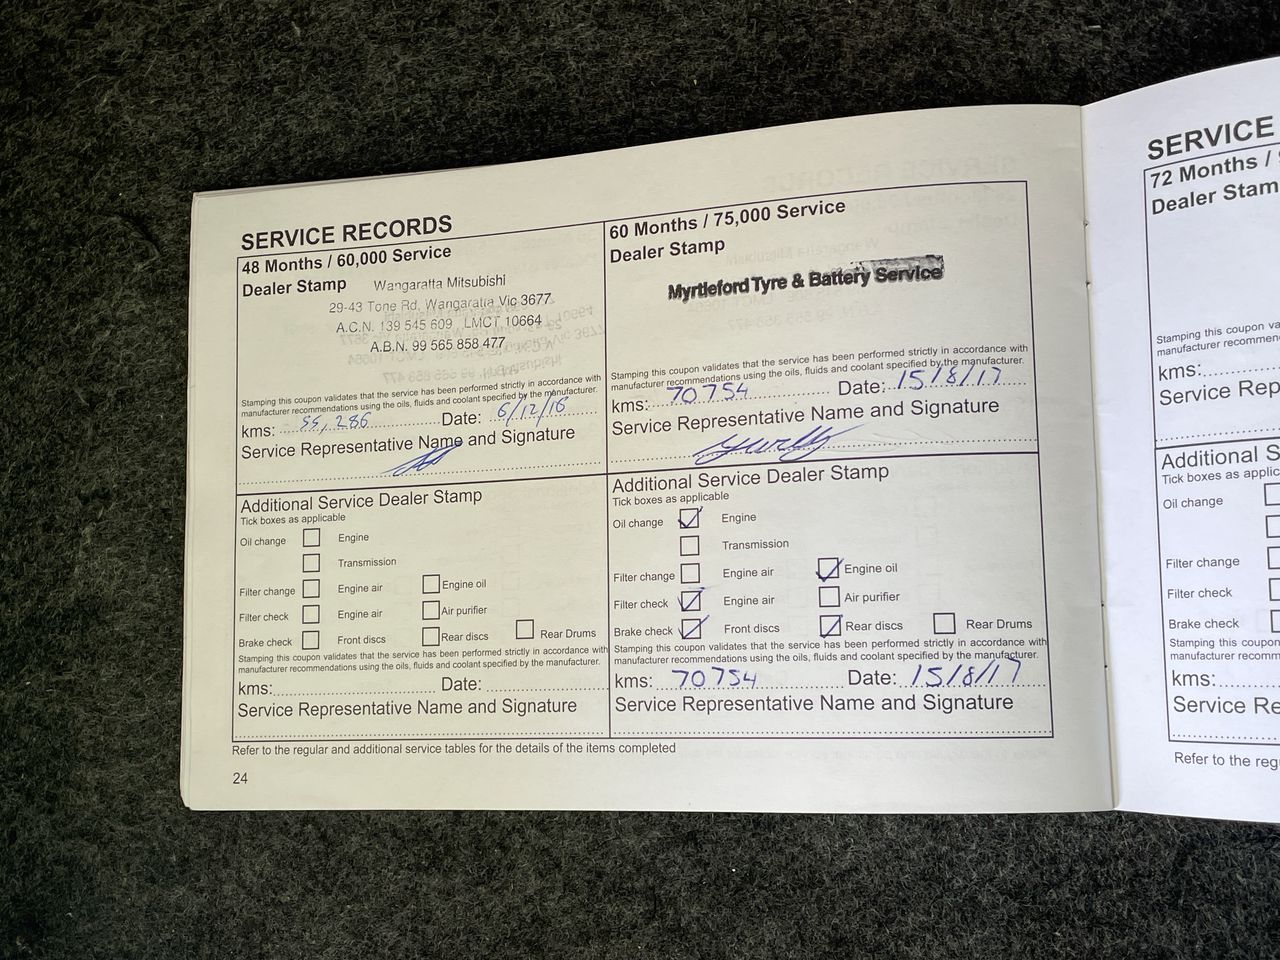 SERVICE RECORDS
48 Months / 60,000 Service
Dealer Stamp
Wangaratta Mitsubishi
29-43 Tone Rd, Wangaratta Vic 3677
A.C.N. 139 545 609 LMCT 10664
A.B.N. 99 565 858 477
Stamping this coupon validates that the service has been performed strictly in accordance with
manufacturer recommendations using the oils, fluids and coolant specified by the manufacturer.
kms: 55,286 Date: 6/12/16
Service Representative Name and Signature
Additional Service Dealer Stamp
Tick boxes as applicable
Oil change Engine
Transmission
Filter change Engine air Engine oil
Filter check Engine air Air purifier
Brake check Front discs Rear discs Rear Drums
Stamping this coupon validates that the service has been performed strictly in accordance with
manufacturer recommendations using the oils, fluids and coolant specified by the manufacturer.
kms: Date:
Service Representative Name and Signature
60 Months / 75,000 Service
Dealer Stamp
Myrtleford Tyre & Battery Service
Stamping this coupon validates that the service has been performed strictly in accordance with
manufacturer recommendations using the oils, fluids and coolant specified by the manufacturer.
kms: 70754 Date: 15/8/17
Service Representative Name and Signature
Additional Service Dealer Stamp
Tick boxes as applicable
Oil change Engine
Transmission
Filter change Engine air Engine oil
Filter check Engine air Air purifier
Brake check Front discs Rear discs Rear Drums
Stamping this coupon validates that the service has been performed strictly in accordance with
manufacturer recommendations using the oils, fluids and coolant specified by the manufacturer.
kms: 70754 Date: 15/8/17
Service Representative Name and Signature
Refer to the regular and additional service tables for the details of the items completed
24
SERVICE
72 Months /
Dealer Stam
Stamping this coupon va
manufacturer recommen
kms:
Service Rep
Additional S
Tick boxes as applic
Oil change
Filter change
Filter check
Brake check
Stamping this coupon
manufacturer recomm
kms:
Service Re
Refer to the reg